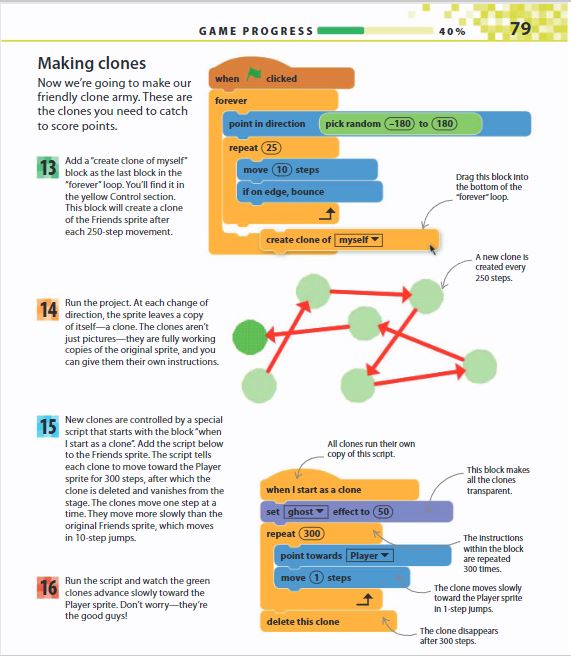 GAME PROGRESS 40% 79
Making clones
Now we're going to make our
friendly clone army. These are
the clones you need to catch
to score points.
13
Add a "create clone of myself"
block as the last block in the
"forever" loop. You'll find it in
the yellow Control section.
This block will create a clone
of the Friends sprite after
each 250-step movement.
when clicked
forever
point in direction pick random -180 to 180
repeat 25
move 10 steps
if on edge, bounce
create clone of myself
Drag this block into
the bottom of the
"forever" loop.
A new clone is
created every
250 steps.
14
Run the project. At each change of
direction, the sprite leaves a copy
of itself—a clone. The clones aren't
just pictures—they are fully working
copies of the original sprite, and you
can give them their own instructions.
15
New clones are controlled by a special
script that starts with the block "when
I start as a clone". Add the script below
to the Friends sprite. The script tells
each clone to move toward the Player
sprite for 300 steps, after which the
clone is deleted and vanishes from the
stage. The clones move one step at a
time. They move more slowly than the
original Friends sprite, which moves
in 10-step jumps.
16
Run the script and watch the green
clones advance slowly toward the
Player sprite. Don't worry—they're
the good guys!
All clones run their own
copy of this script.
when I start as a clone
set ghost effect to 50
repeat 300
point towards Player
move 1 steps
delete this clone
This block makes
all the clones
transparent.
The instructions
within the block
are repeated
300 times.
The clone moves slowly
toward the Player sprite
in 1-step jumps.
The clone disappears
after 300 steps.